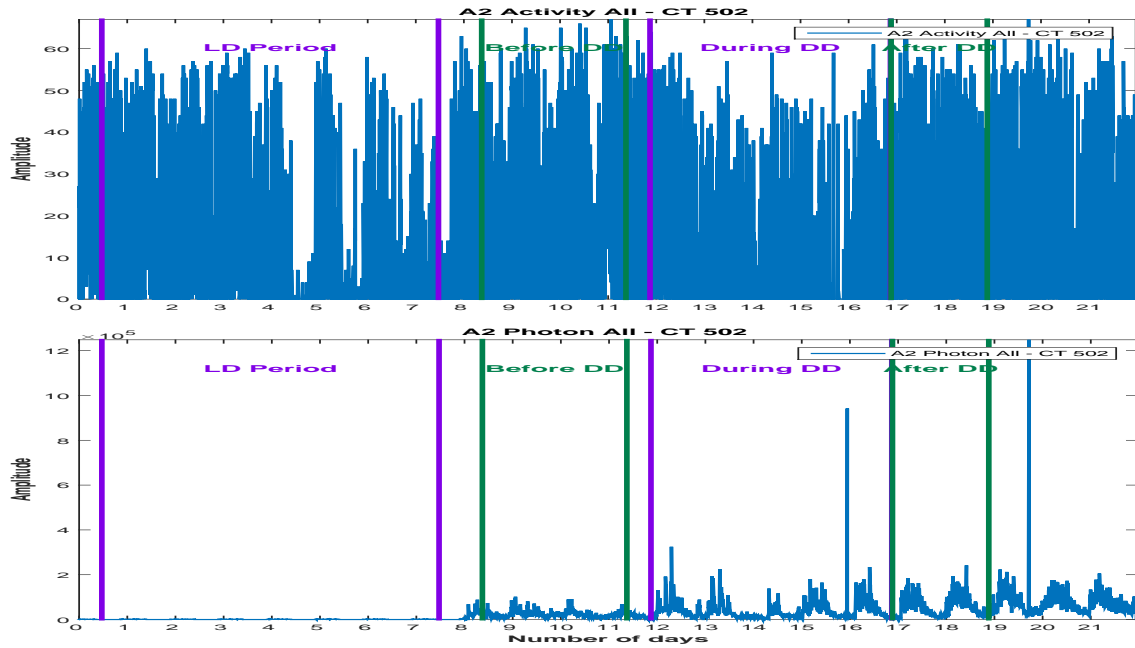 A2 Activity All - CT 502
LD Period
Before DD
During DD
After DD
A2 Activity All - CT 502
Amplitude
60
50
40
30
20
10
0
0 1 2 3 4 5 6 7 8 9 10 11 12 13 14 15 16 17 18 19 20 21
A2 Photon All - CT 502
× 10^5
LD Period
Before DD
During DD
After DD
A2 Photon All - CT 502
Amplitude
12
10
8
6
4
2
0
0 1 2 3 4 5 6 7 8 9 10 11 12 13 14 15 16 17 18 19 20 21
Number of days